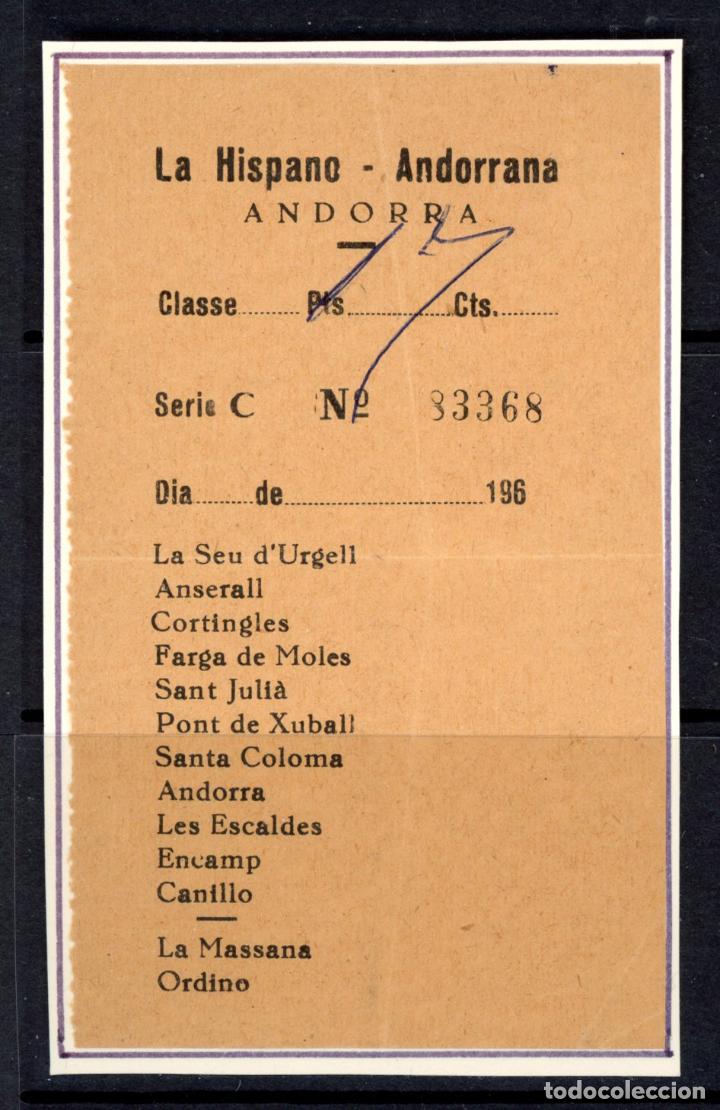 La Hispano - Andorrana
ANDORRA
17
Classe........ Pts...............Cts.........
Serie C Nº 83368
Dia........de........................196
La Seu d'Urgell
Anserall
Cortingles
Farga de Moles
Sant Julià
Pont de Xuball
Santa Coloma
Andorra
Les Escaldes
Encamp
Canillo
La Massana
Ordino
todocoleccion